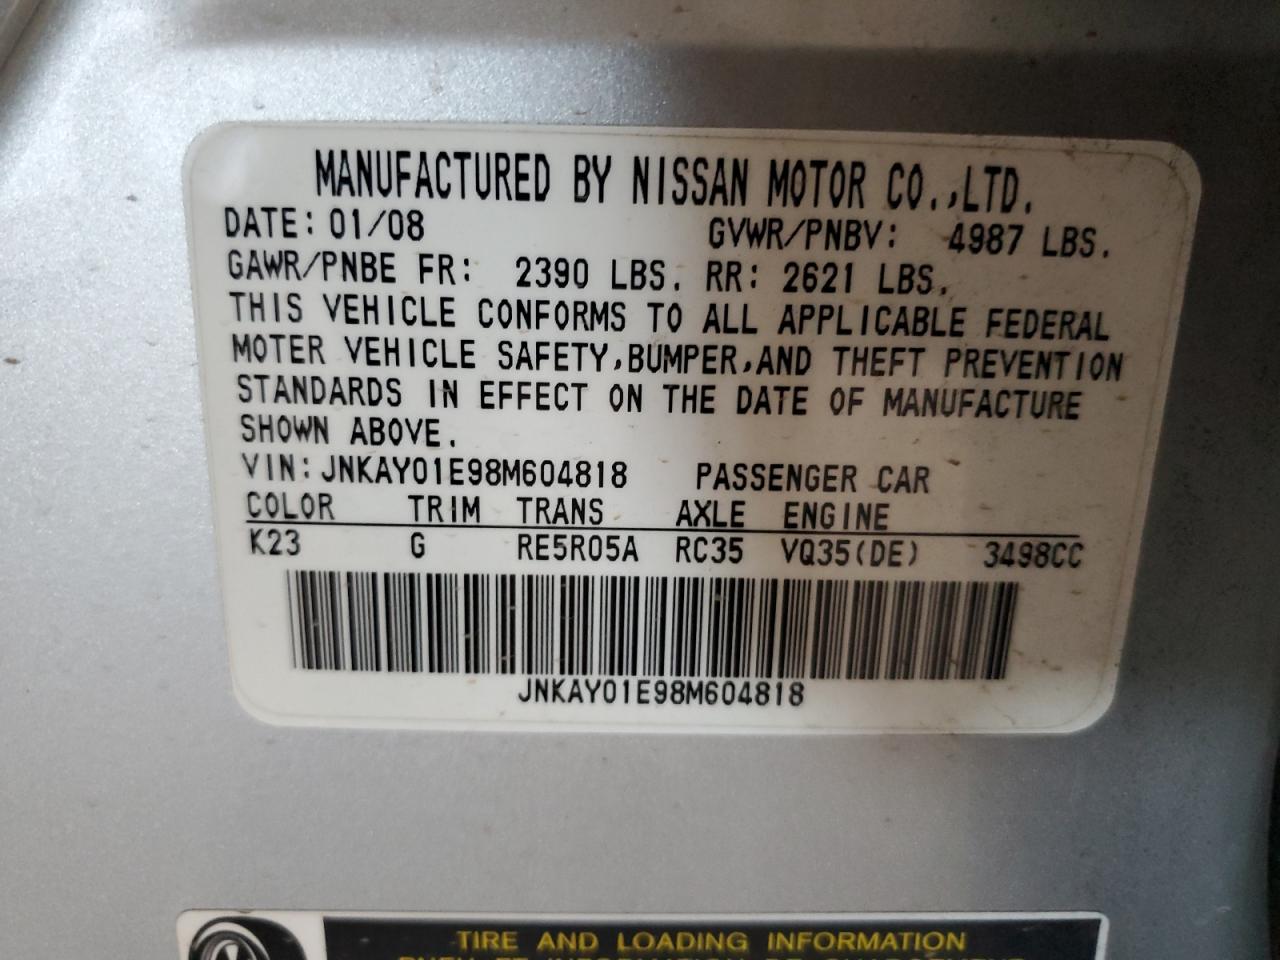 MANUFACTURED BY NISSAN MOTOR CO.,LTD.
DATE: 01/08 GVWR/PNBV: 4987 LBS.
GAWR/PNBE FR: 2390 LBS. RR: 2621 LBS.
THIS VEHICLE CONFORMS TO ALL APPLICABLE FEDERAL
MOTER VEHICLE SAFETY,BUMPER,AND THEFT PREVENTION
STANDARDS IN EFFECT ON THE DATE OF MANUFACTURE
SHOWN ABOVE.
VIN: JNKAY01E98M604818 PASSENGER CAR
COLOR TRIM TRANS AXLE ENGINE
K23 G RE5R05A RC35 VQ35(DE) 3498CC
JNKAY01E98M604818
TIRE AND LOADING INFORMATION